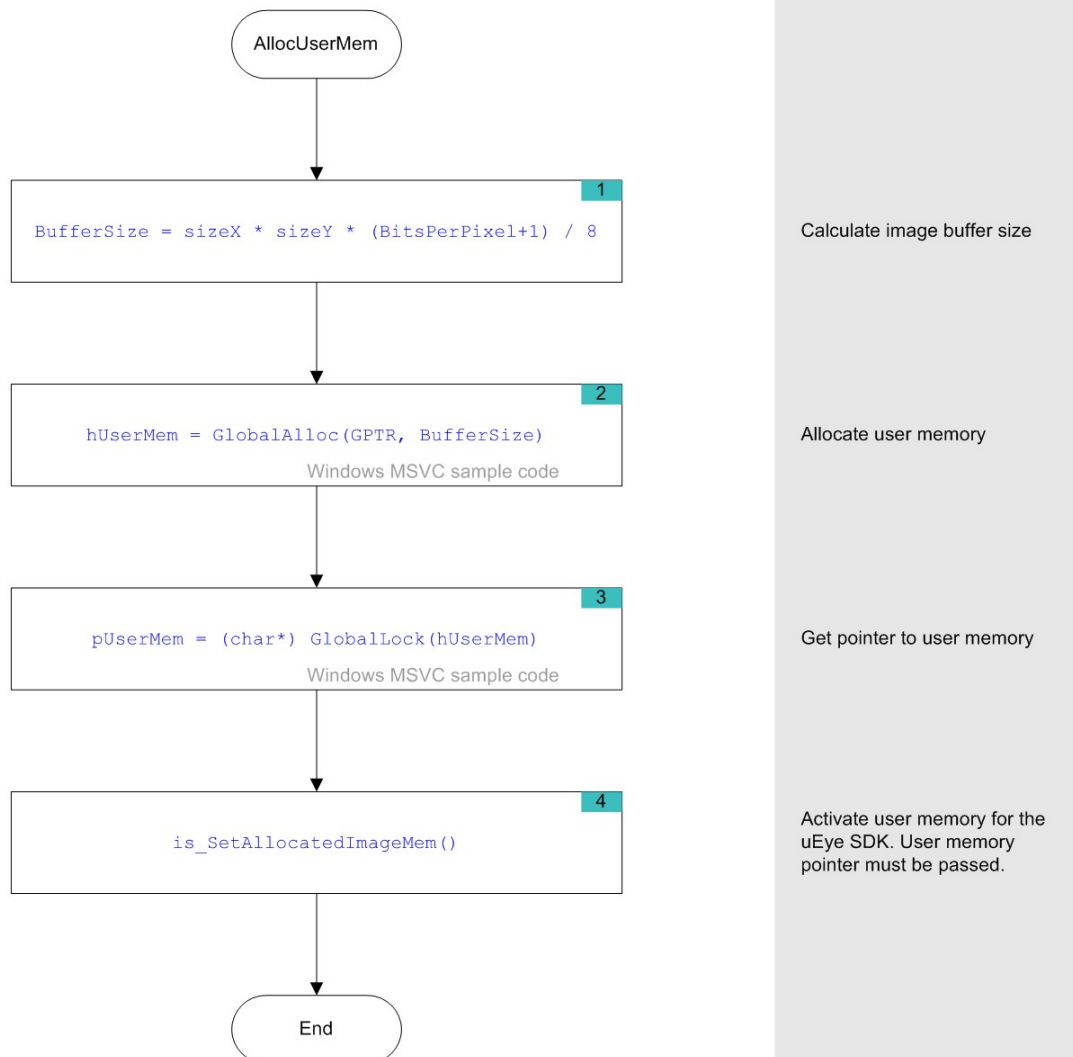 AllocUserMem
1
BufferSize = sizeX * sizeY * (BitsPerPixel+1) / 8
Calculate image buffer size
2
hUserMem = GlobalAlloc(GPTR, BufferSize)
Windows MSVC sample code
Allocate user memory
3
pUserMem = (char*) GlobalLock(hUserMem)
Windows MSVC sample code
Get pointer to user memory
4
is_SetAllocatedImageMem()
Activate user memory for the
uEye SDK. User memory
pointer must be passed.
End